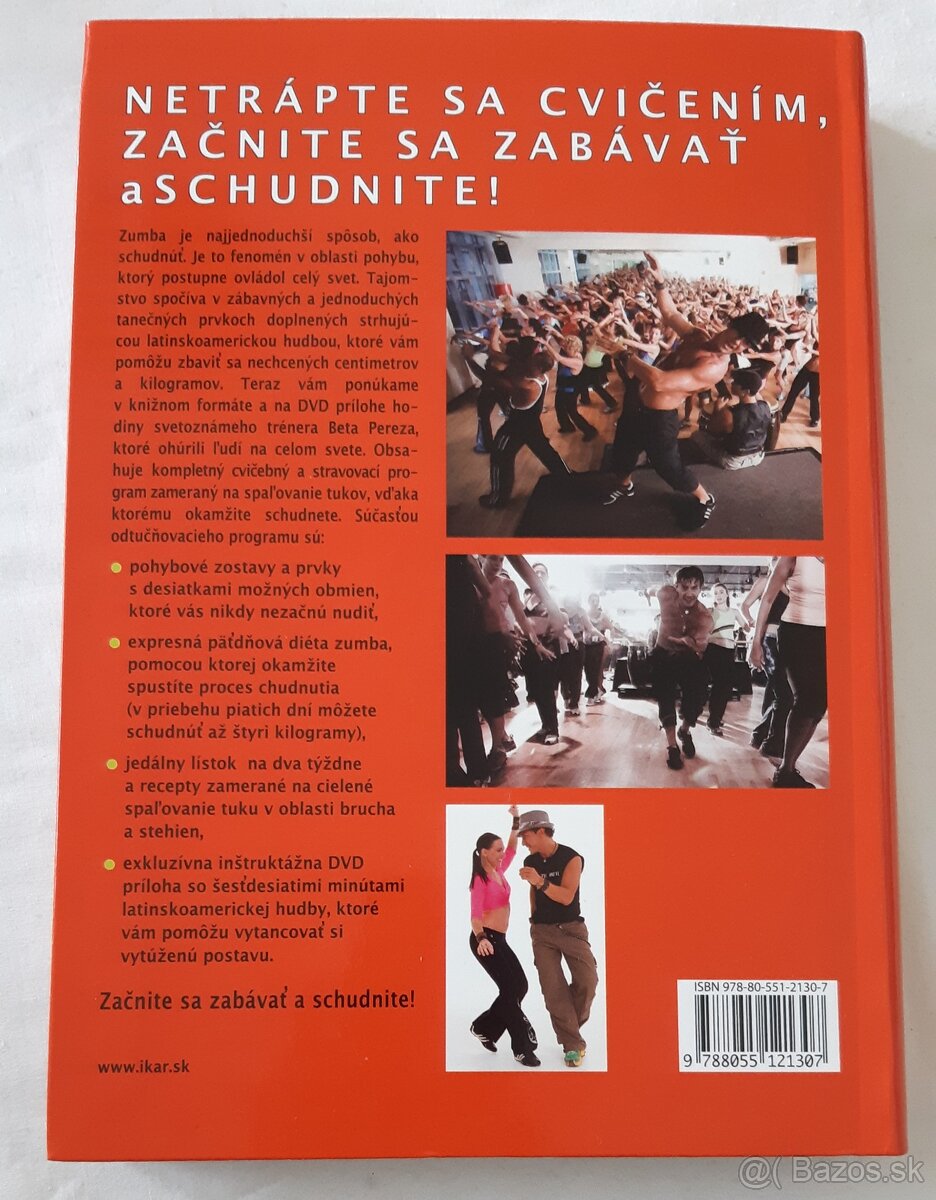 NETRÁPTE SA CVIČENÍM,
ZAČNITE SA ZABÁVAŤ
aSCHUDNITE!
Zumba je najjednoduchší spôsob, ako
schudnúť. Je to fenomén v oblasti pohybu,
ktorý postupne ovládol celý svet. Tajom-
stvo spočíva v zábavných a jednoduchých
tanečných prvkoch doplnených strhujú-
cou latinskoamerickou hudbou, ktoré vám
pomôžu zbaviť sa nechcených centimetrov
a kilogramov. Teraz vám ponúkame
v knižnom formáte a na DVD prílohe ho-
diny svetoznámeho trénera Beta Pereza,
ktoré ohúrili ľudí na celom svete. Obsa-
huje kompletný cvičebný a stravovací pro-
gram zameraný na spaľovanie tukov, vďaka
ktorému okamžite schudnete. Súčasťou
odtučňovacieho programu sú:
pohybové zostavy a prvky
s desiatkami možných obmien,
ktoré vás nikdy nezačnú nudiť,
expresná päťdňová diéta zumba,
pomocou ktorej okamžite
spustíte proces chudnutia
(v priebehu piatich dní môžete
schudnúť až štyri kilogramy),
jedálny lístok na dva týždne
a recepty zamerané na cielené
spaľovanie tuku v oblasti brucha
a stehien,
exkluzívna inštruktážna DVD
príloha so šesťdesiatimi minútami
latinskoamerickej hudby, ktoré
vám pomôžu vytancovať si
vytúženú postavu.
Začnite sa zabávať a schudnite!
www.ikar.sk
ISBN 978-80-551-2130-7
9 788055 121307
@( Bazos.sk